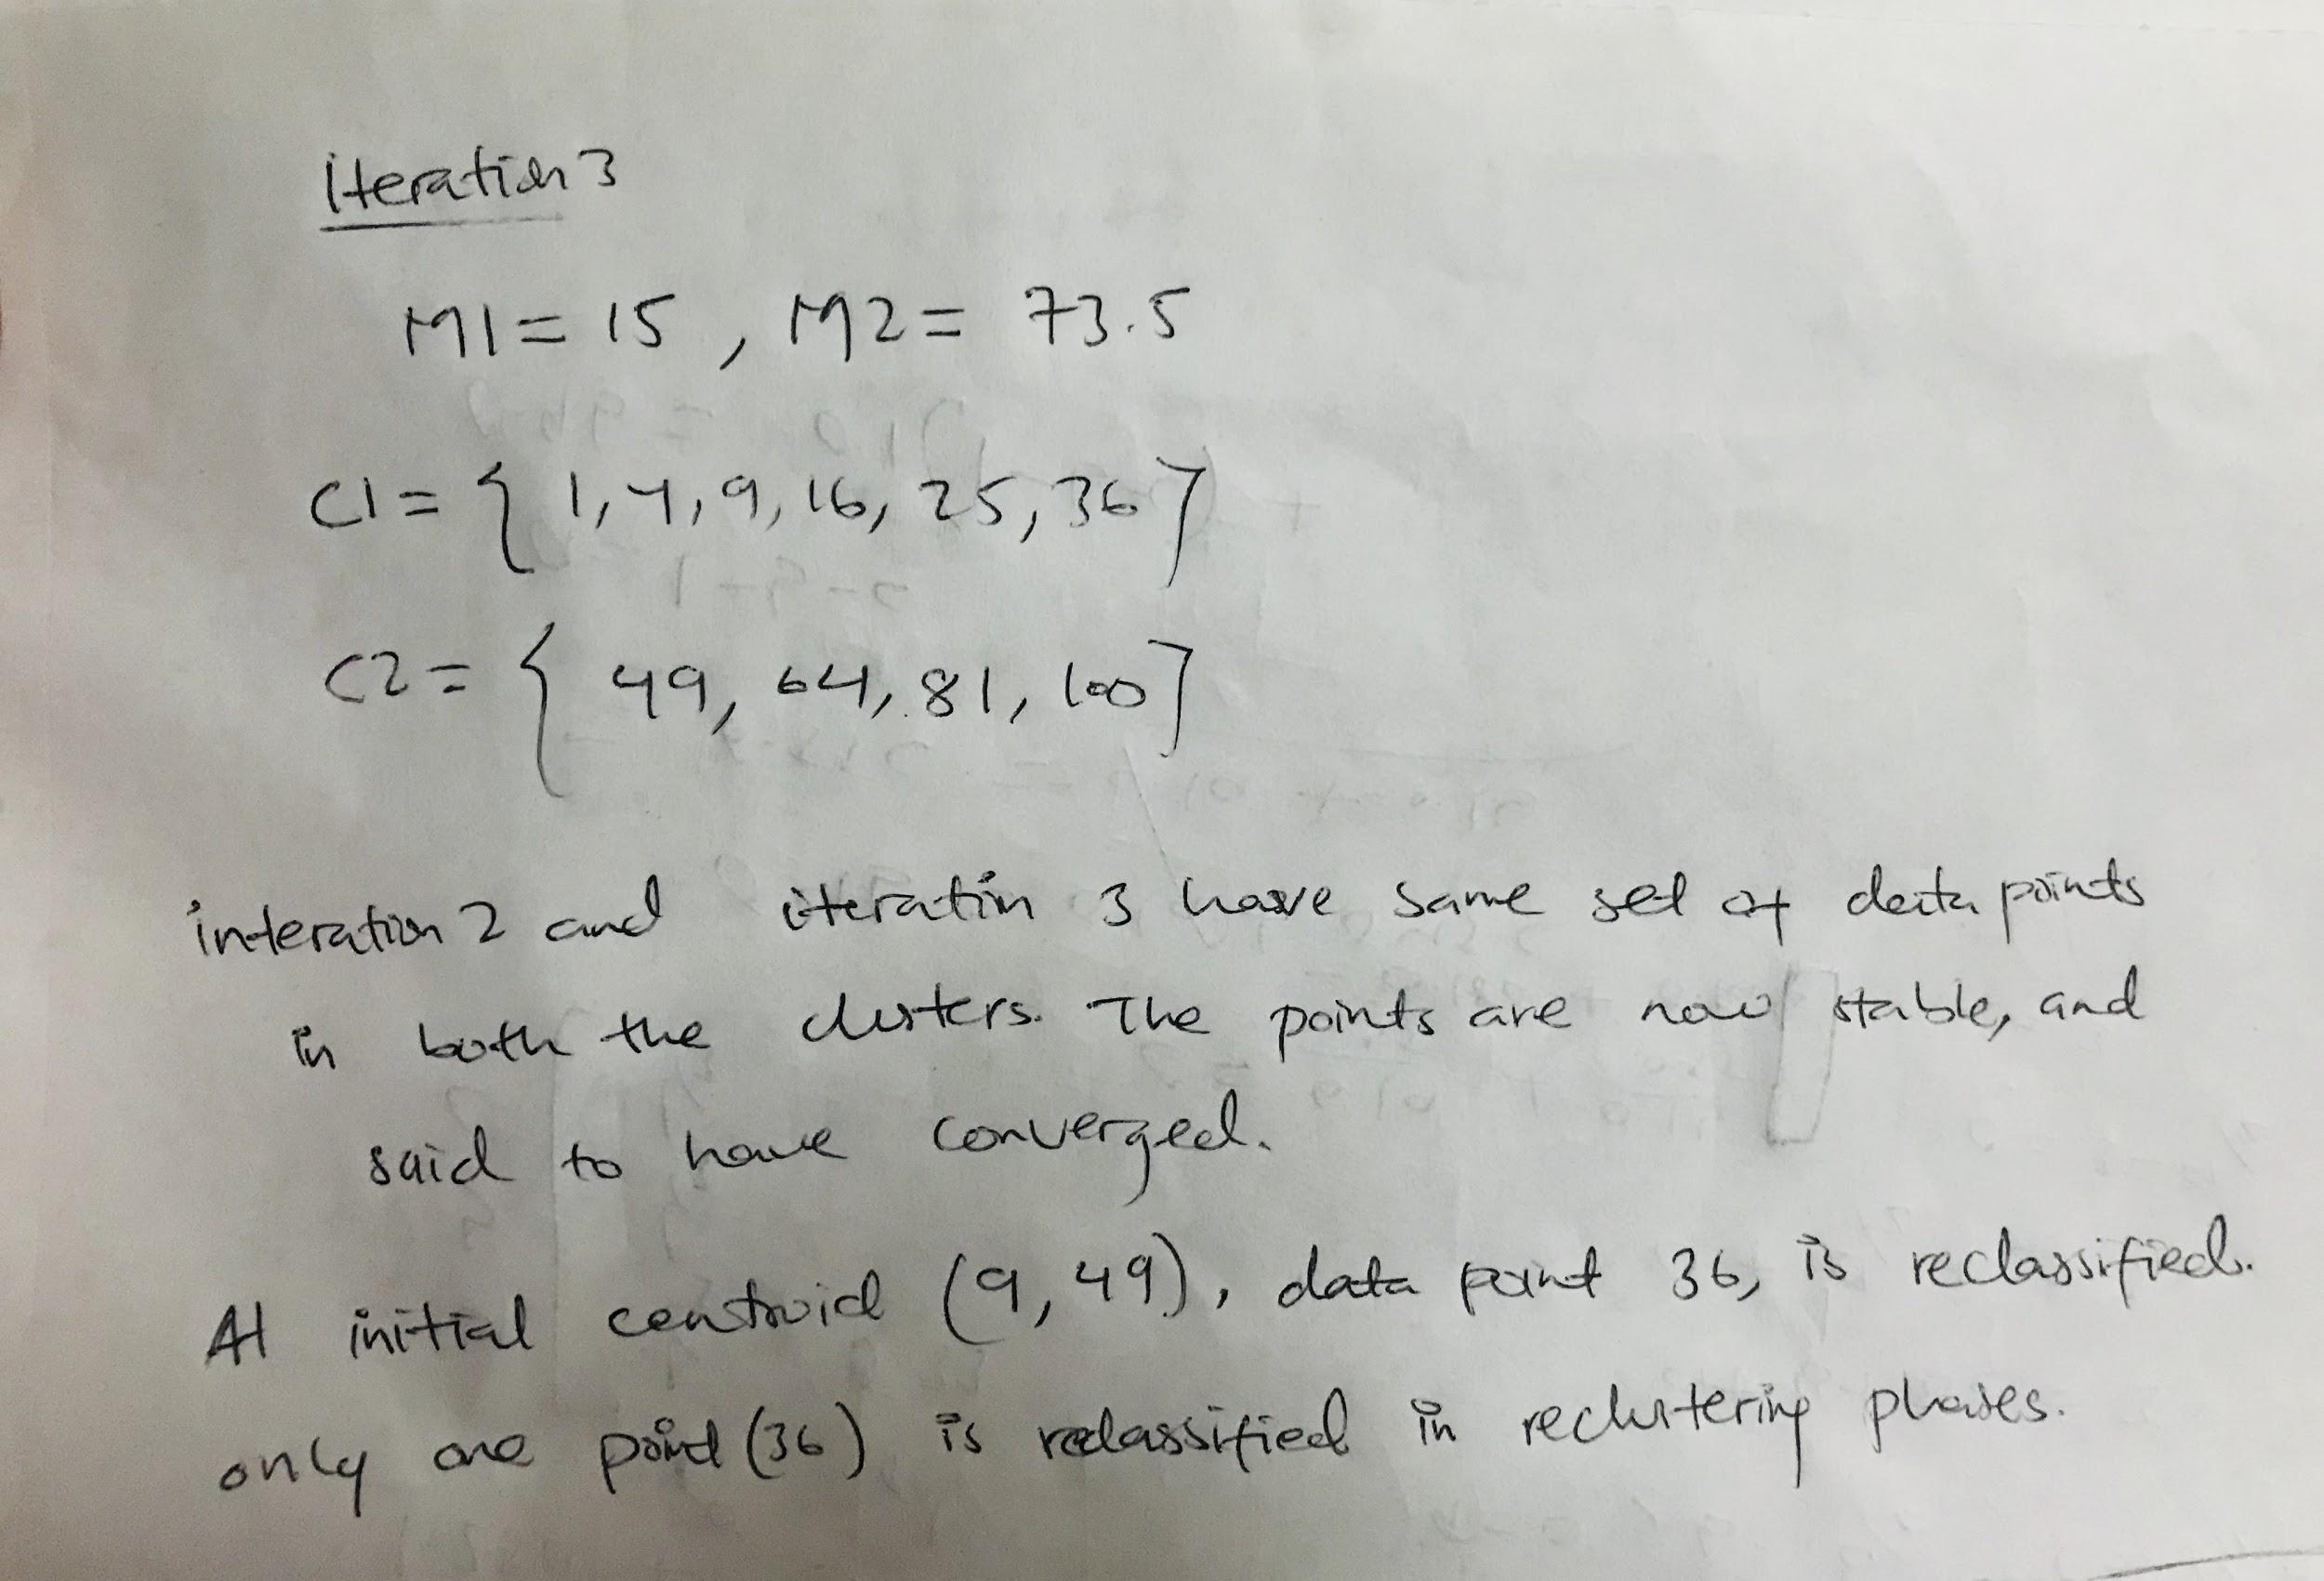 Iteration 3
M1 = 15, M2 = 73.5
C1 = { 1, 4, 9, 16, 25, 36 }
C2 = { 49, 64, 81, 100 }
interation 2 and iteration 3 have same set of data points
in both the clusters. The points are now stable, and
said to have converged.
At initial centroid (9, 49), data point 36, is reclassified.
only one point (36) is reclassified in reclustering phases.